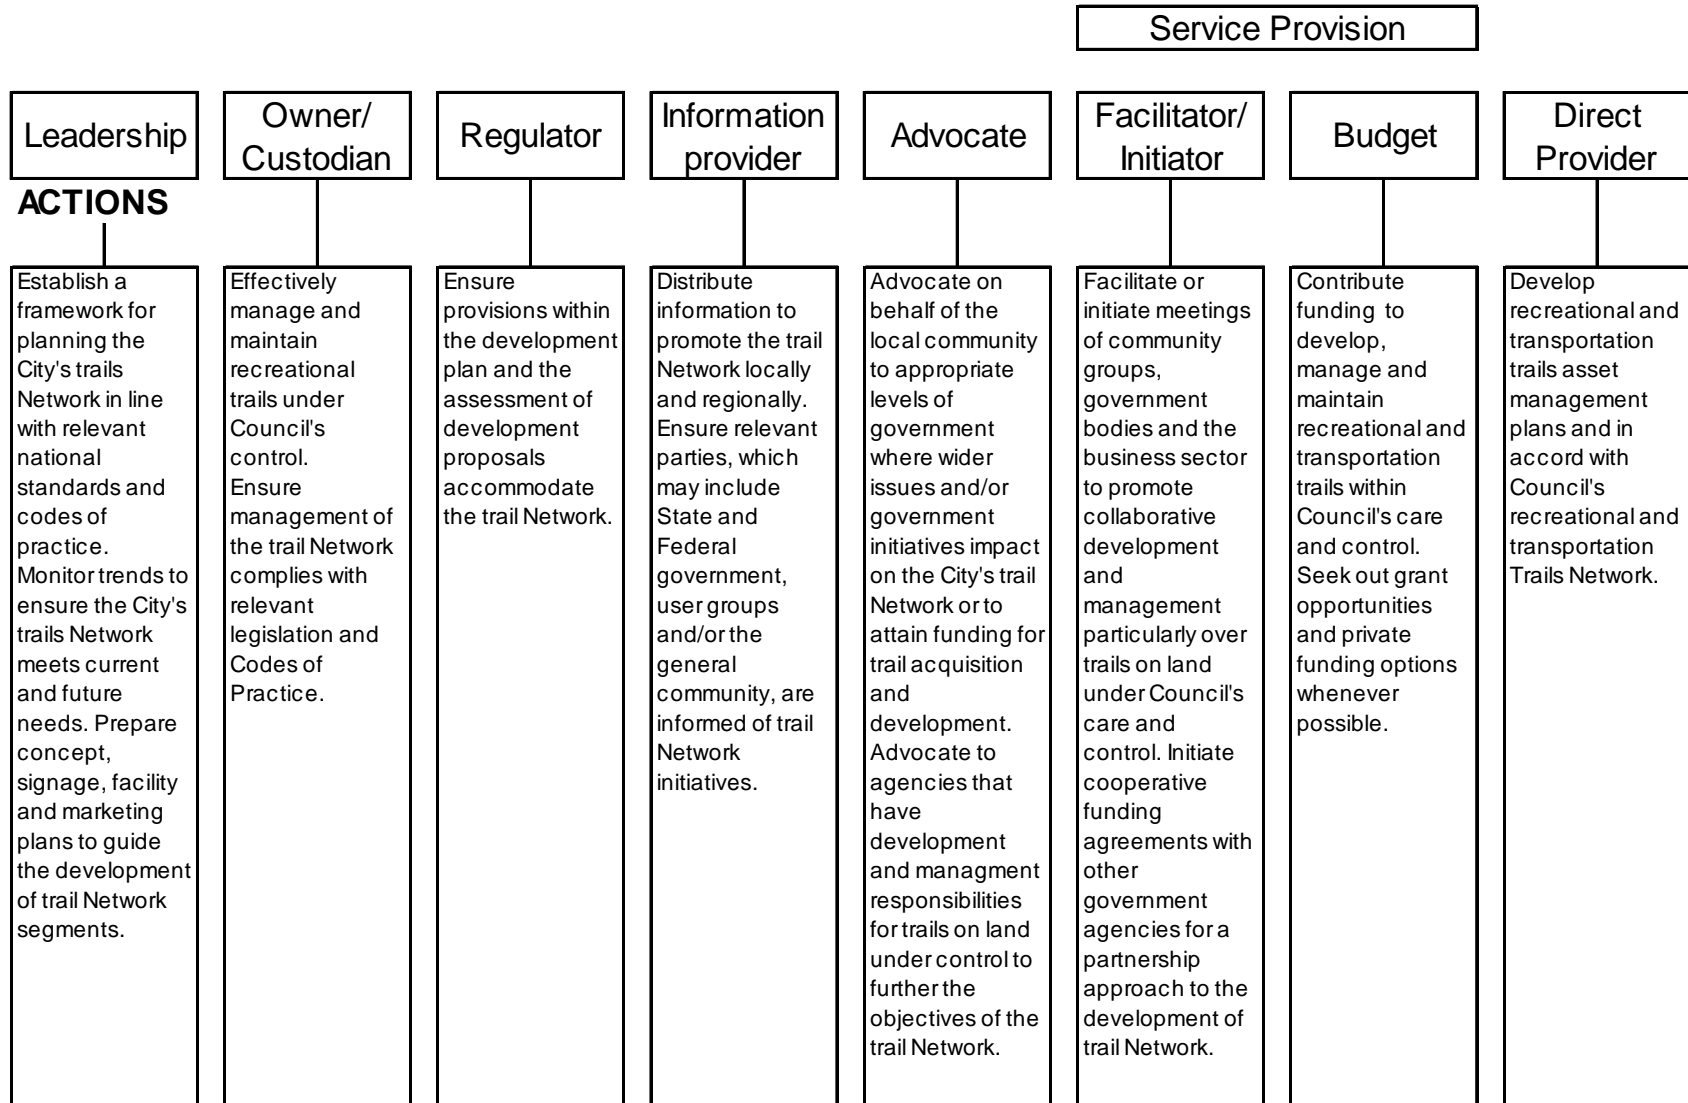 Service Provision
Leadership
ACTIONS
Establish a
framework for
planning the
City's trails
Network in line
with relevant
national
standards and
codes of
practice.
Monitor trends to
ensure the City's
trails Network
meets current
and future
needs. Prepare
concept,
signage, facility
and marketing
plans to guide
the development
of trail Network
segments.
Owner/
Custodian
Effectively
manage and
maintain
recreational
trails under
Council's
control.
Ensure
management of
the trail Network
complies with
relevant
legislation and
Codes of
Practice.
Regulator
Ensure
provisions within
the development
plan and the
assessment of
development
proposals
accommodate
the trail Network.
Information
provider
Distribute
information to
promote the trail
Network locally
and regionally.
Ensure relevant
parties, which
may include
State and
Federal
government,
user groups
and/or the
general
community, are
informed of trail
Network
initiatives.
Advocate
Advocate on
behalf of the
local community
to appropriate
levels of
government
where wider
issues and/or
government
initiatives impact
on the City's trail
Network or to
attain funding for
trail acquisition
and
development.
Advocate to
agencies that
have
development
and managment
responsibilities
for trails on land
under control to
further the
objectives of the
trail Network.
Facilitator/
Initiator
Facilitate or
initiate meetings
of community
groups,
government
bodies and the
business sector
to promote
collaborative
development
and
management
particularly over
trails on land
under Council's
care and
control. Initiate
cooperative
funding
agreements with
other
government
agencies for a
partnership
approach to the
development of
trail Network.
Budget
Contribute
funding to
develop,
manage and
maintain
recreational and
transportation
trails within
Council's care
and control.
Seek out grant
opportunities
and private
funding options
whenever
possible.
Direct
Provider
Develop
recreational and
transportation
trails asset
management
plans and in
accord with
Council's
recreational and
transportation
Trails Network.